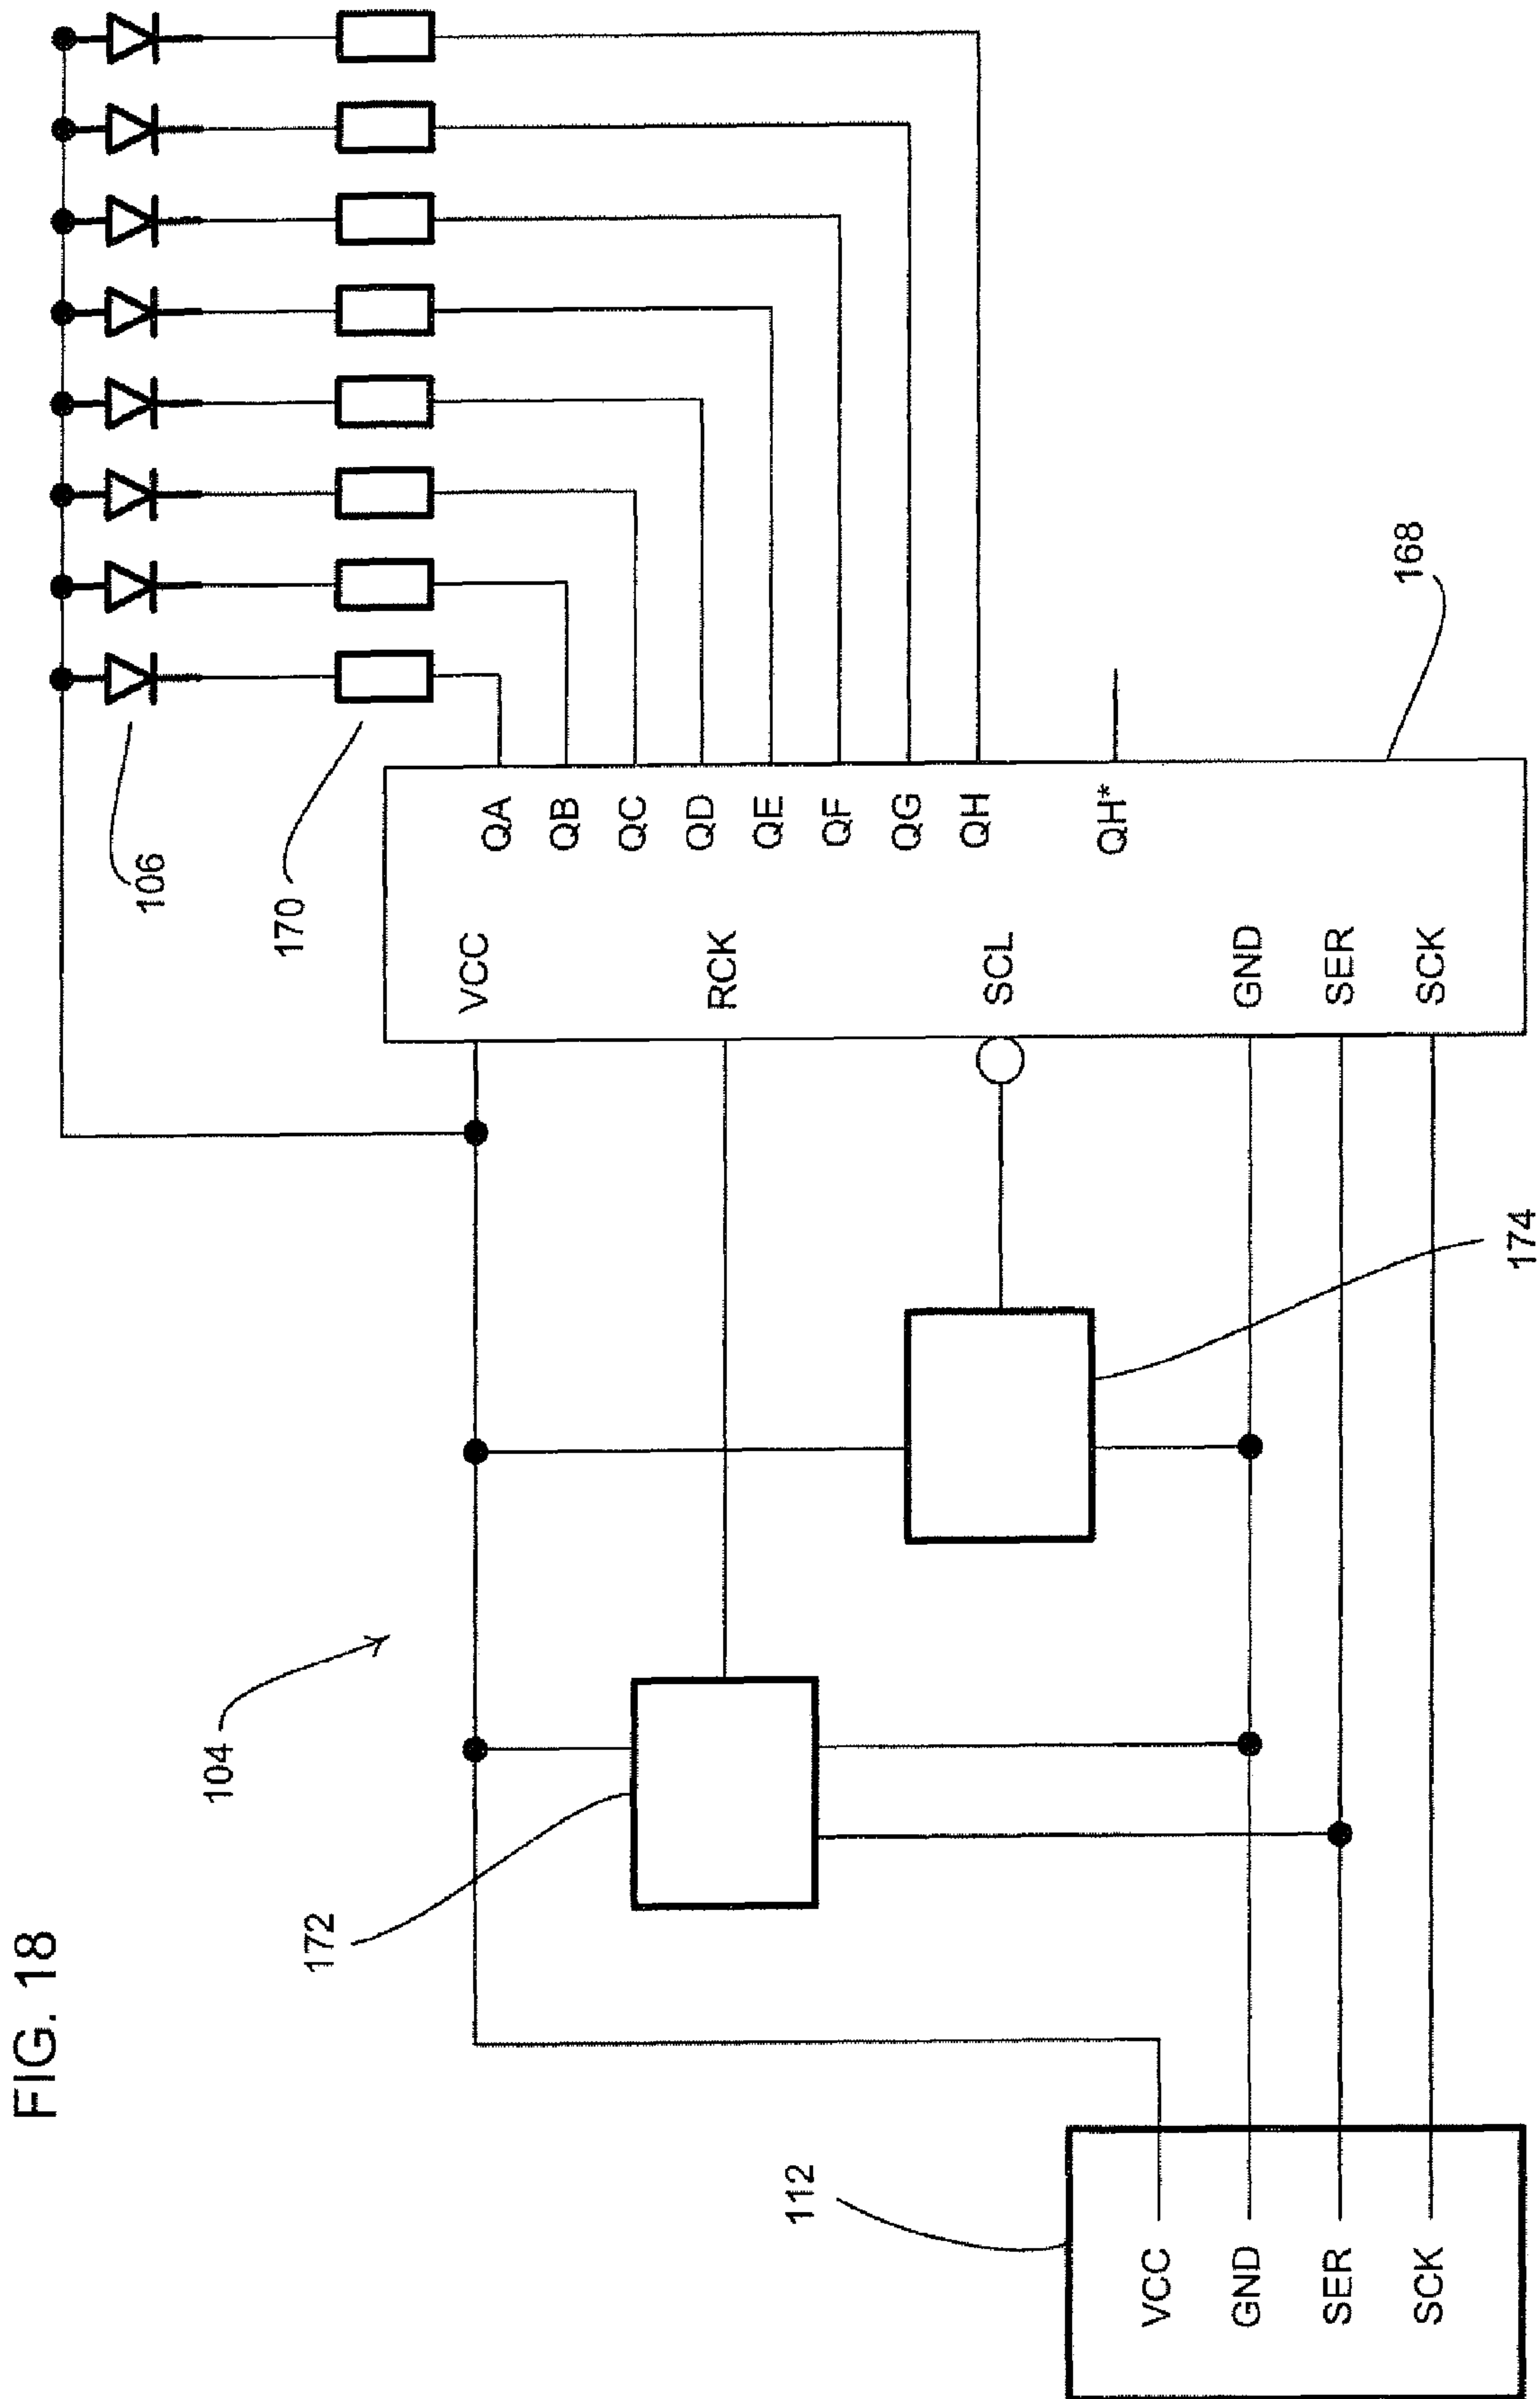 FIG. 18
104
172
112
VCC
GND
SER
SCK
174
106
170
168
VCC
RCK
SCL
GND
SER
SCK
QA
QB
QC
QD
QE
QF
QG
QH
QH*